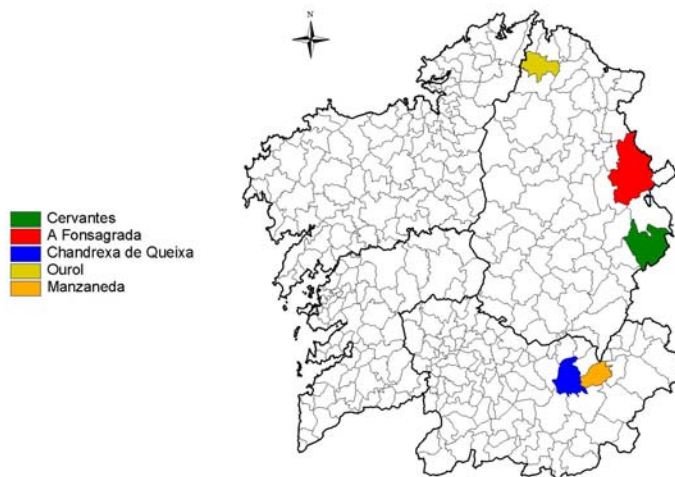 N
Cervantes
A Fonsagrada
Chandrexa de Queixa
Ourol
Manzaneda